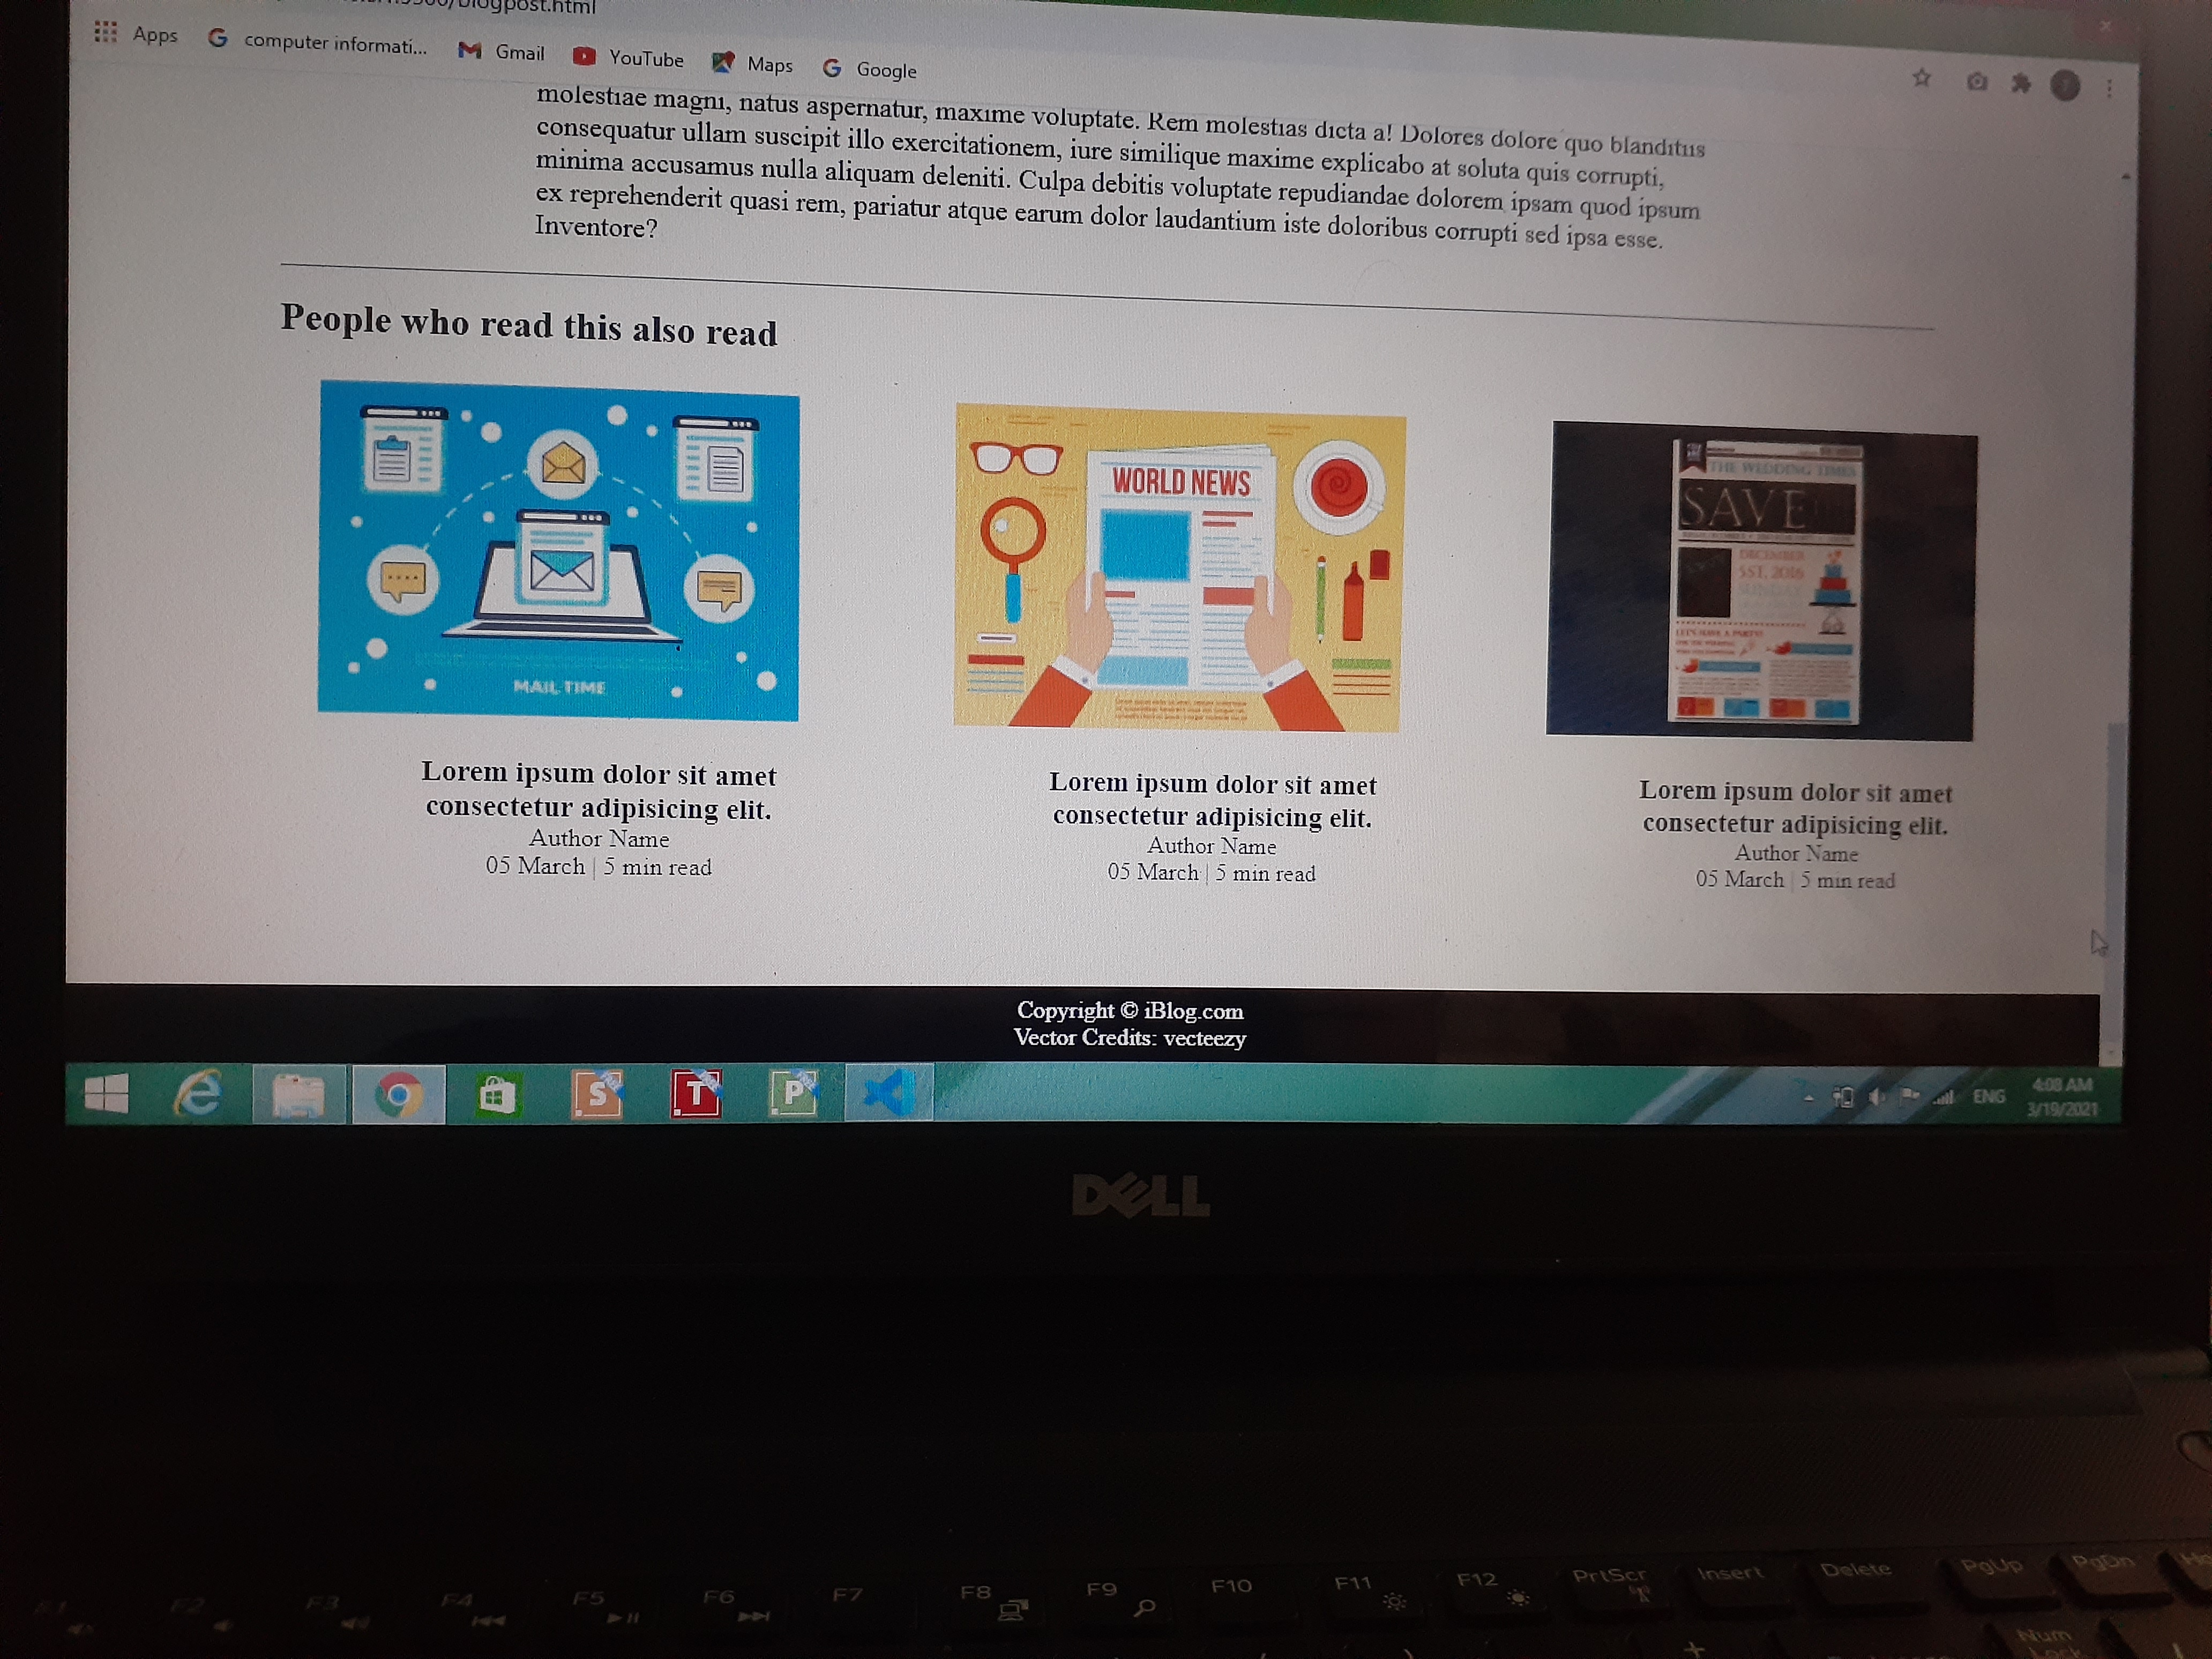 blogpost.html
Apps
computer informati...
Gmail
YouTube
Maps
Google
molestiae magni, natus aspernatur, maxime voluptate. Rem molestias dicta a! Dolores dolore quo blanditiis
consequatur ullam suscipit illo exercitationem, iure similique maxime explicabo at soluta quis corrupti,
minima accusamus nulla aliquam deleniti. Culpa debitis voluptate repudiandae dolorem ipsam quod ipsum
ex reprehenderit quasi rem, pariatur atque earum dolor laudantium iste doloribus corrupti sed ipsa esse.
Inventore?
People who read this also read
MAIL TIME
WORLD NEWS
THE WEDDING TIMES
SAVE
DECEMBER
Lorem ipsum dolor sit amet
consectetur adipisicing elit.
Author Name
05 March | 5 min read
Lorem ipsum dolor sit amet
consectetur adipisicing elit.
Author Name
05 March | 5 min read
Lorem ipsum dolor sit amet
consectetur adipisicing elit.
Author Name
05 March | 5 min read
Copyright © iBlog.com
Vector Credits: vecteezy
S
T
P
ENG
4:08 AM
3/19/2021
DELL
F1
F2
F3
F4
F5
F6
F7
F8
F9
F10
F11
F12
PrtScr
Insert
Delete
PgUp
PgDn
Num
Lock